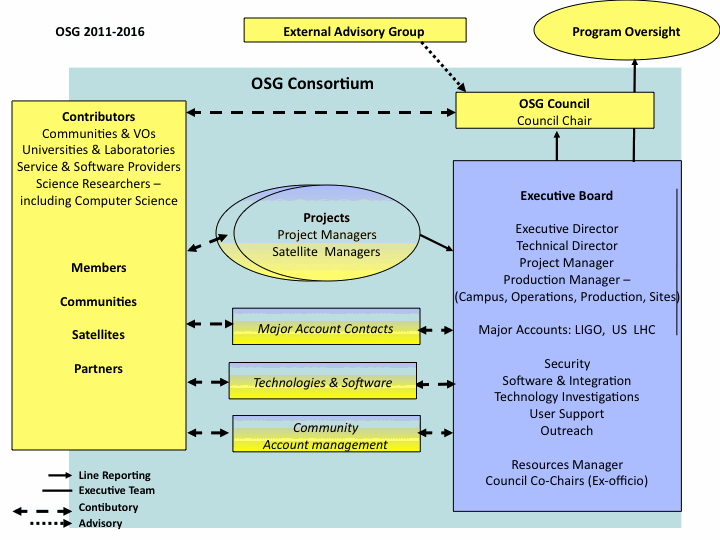 OSG 2011-2016
External Advisory Group
Program Oversight
OSG Consortium
OSG Council
Council Chair
Contributors
Communities & VOs
Universities & Laboratories
Service & Software Providers
Science Researchers –
including Computer Science
Members
Communities
Satellites
Partners
Projects
Project Managers
Satellite Managers
Major Account Contacts
Technologies & Software
Community
Account management
Executive Board
Executive Director
Technical Director
Project Manager
Production Manager –
(Campus, Operations, Production, Sites)
Major Accounts: LIGO, US LHC
Security
Software & Integration
Technology Investigations
User Support
Outreach
Resources Manager
Council Co-Chairs (Ex-officio)
Line Reporting
Executive Team
Contibutory
Advisory